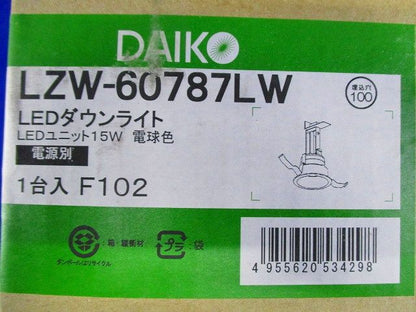 DAIKO
LZW-60787LW
LEDダウンライト
LEDユニット15W 電球色
電源別
1台入 F102
埋込穴
100
:箱・緩衝材
ダンボールはリサイクル
プラ
:袋
4 955620 534298